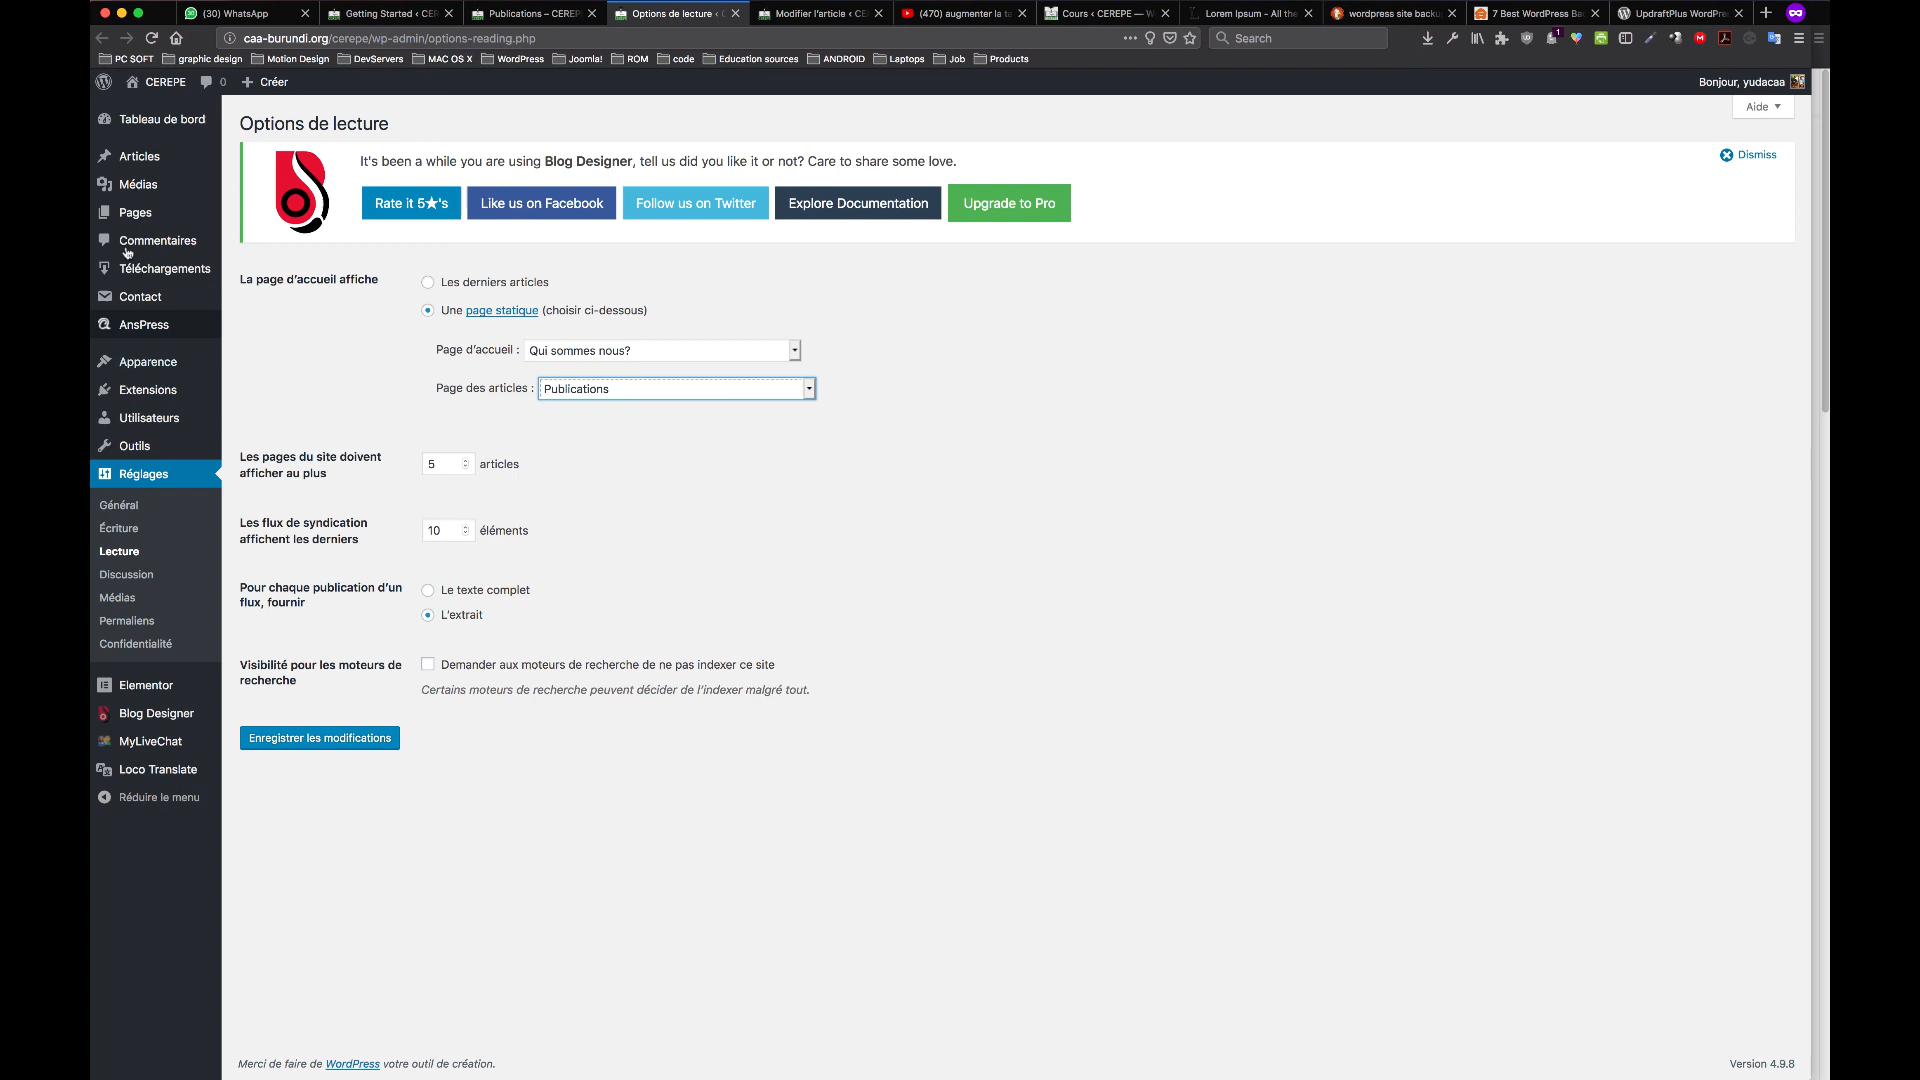 (30) WhatsApp
Getting Started ‹ CER
Publications – CEREP
Options de lecture ‹ C
Modifier l'article ‹ CE
(470) augmenter la ta
Cours ‹ CEREPE — W
Lorem Ipsum - All the
wordpress site backu
7 Best WordPress Ba
UpdraftPlus WordPre
caa-burundi.org/cerepe/wp-admin/options-reading.php
Search
1
PC SOFT graphic design Motion Design DevServers MAC OS X WordPress Joomla! ROM code Education sources ANDROID Laptops Job Products
CEREPE 0 Créer
Bonjour, yudacaa
Aide
Tableau de bord
Articles
Médias
Pages
Commentaires
Téléchargements
Contact
AnsPress
Apparence
Extensions
Utilisateurs
Outils
Réglages
Général
Écriture
Lecture
Discussion
Médias
Permaliens
Confidentialité
Elementor
Blog Designer
MyLiveChat
Loco Translate
Réduire le menu
Options de lecture
It's been a while you are using Blog Designer, tell us did you like it or not? Care to share some love.
Dismiss
Rate it 5★'s
Like us on Facebook
Follow us on Twitter
Explore Documentation
Upgrade to Pro
La page d'accueil affiche
Les derniers articles
Une page statique (choisir ci-dessous)
Page d'accueil : Qui sommes nous?
Page des articles : Publications
Les pages du site doivent
afficher au plus
5 articles
Les flux de syndication
affichent les derniers
10 éléments
Pour chaque publication d'un
flux, fournir
Le texte complet
L'extrait
Visibilité pour les moteurs de
recherche
Demander aux moteurs de recherche de ne pas indexer ce site
Certains moteurs de recherche peuvent décider de l'indexer malgré tout.
Enregistrer les modifications
Merci de faire de WordPress votre outil de création.
Version 4.9.8